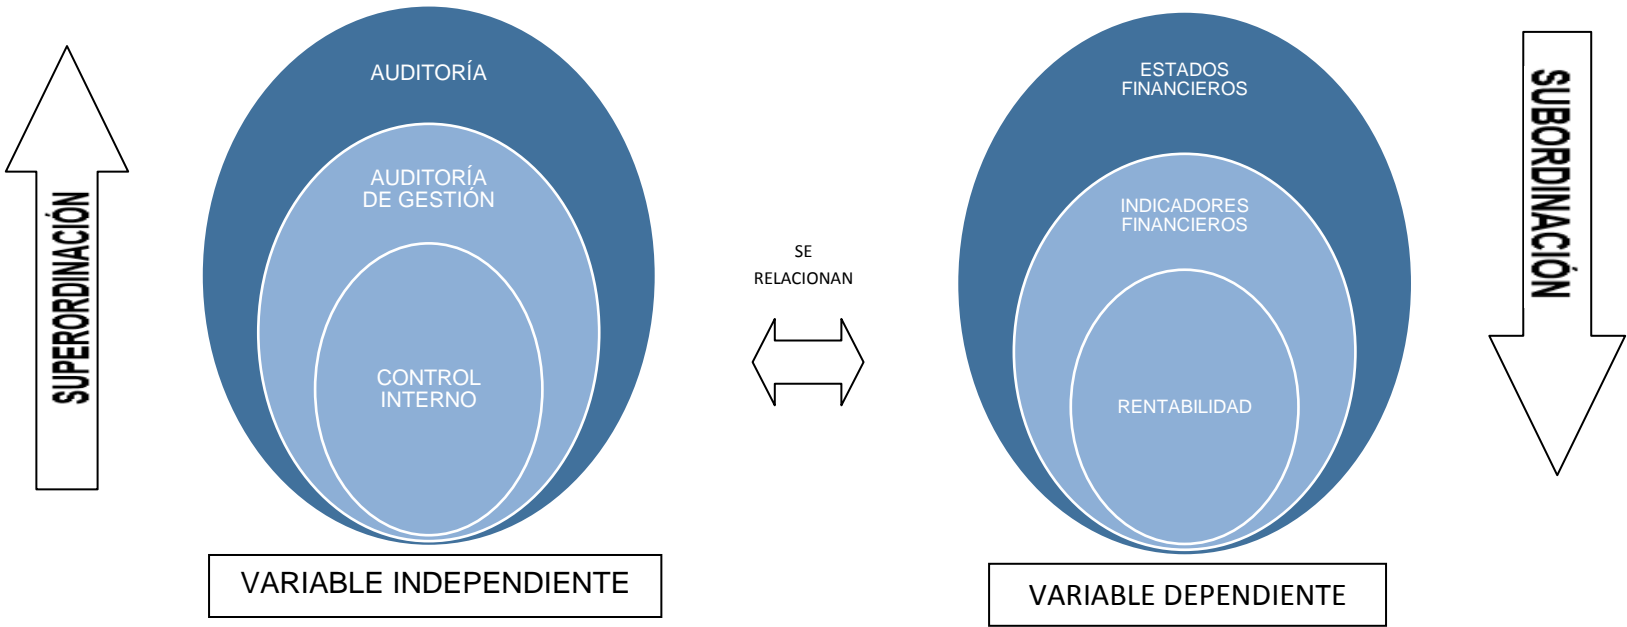 SUPERORDINACIÓN
AUDITORÍA
AUDITORÍA
DE GESTIÓN
CONTROL
INTERNO
VARIABLE INDEPENDIENTE
SE
RELACIONAN
ESTADOS
FINANCIEROS
INDICADORES
FINANCIEROS
RENTABILIDAD
VARIABLE DEPENDIENTE
SUBORDINACIÓN